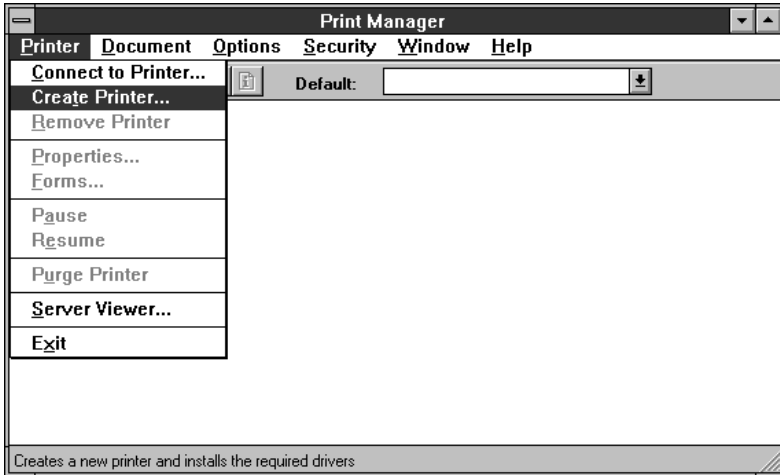 Print Manager
Printer Document Options Security Window Help
Connect to Printer...
Default:
Create Printer...
Remove Printer
Properties...
Forms...
Pause
Resume
Purge Printer
Server Viewer...
Exit
Creates a new printer and installs the required drivers